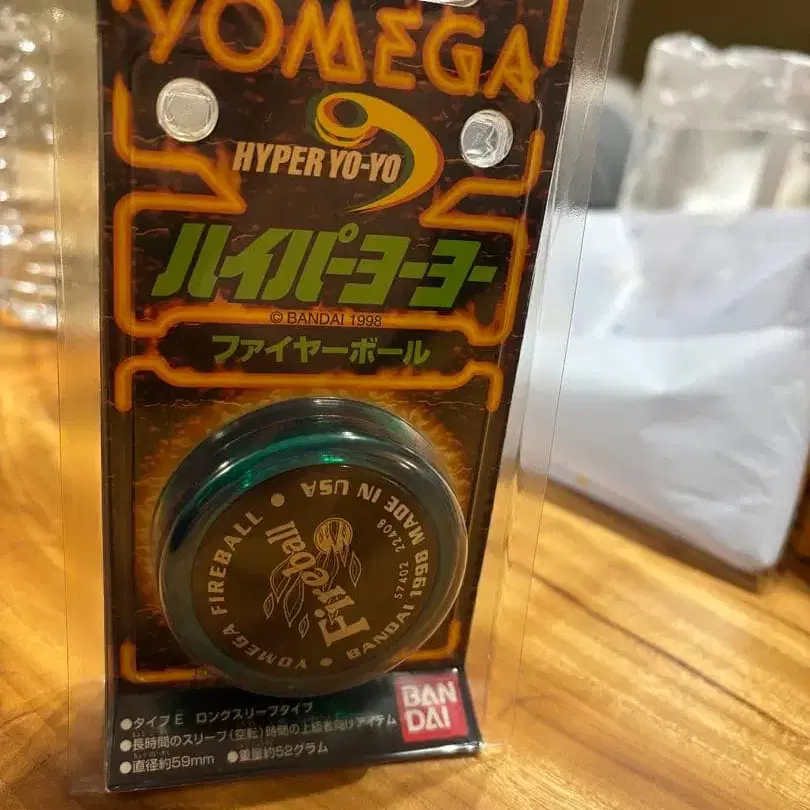 YOMEGA
HYPER YO-YO
ハイパーヨーヨー
© BANDAI 1998
ファイヤーボール
YOMEGA FIREBALL • BANDAI 1998 MADE IN USA •
57402 22408
Fireball
●タイプE ロングスリープタイプ
●長時間のスリープ(空転)時間の上級者向けアイテム
●直径約59mm ●重量約52グラム
BAN
DAI